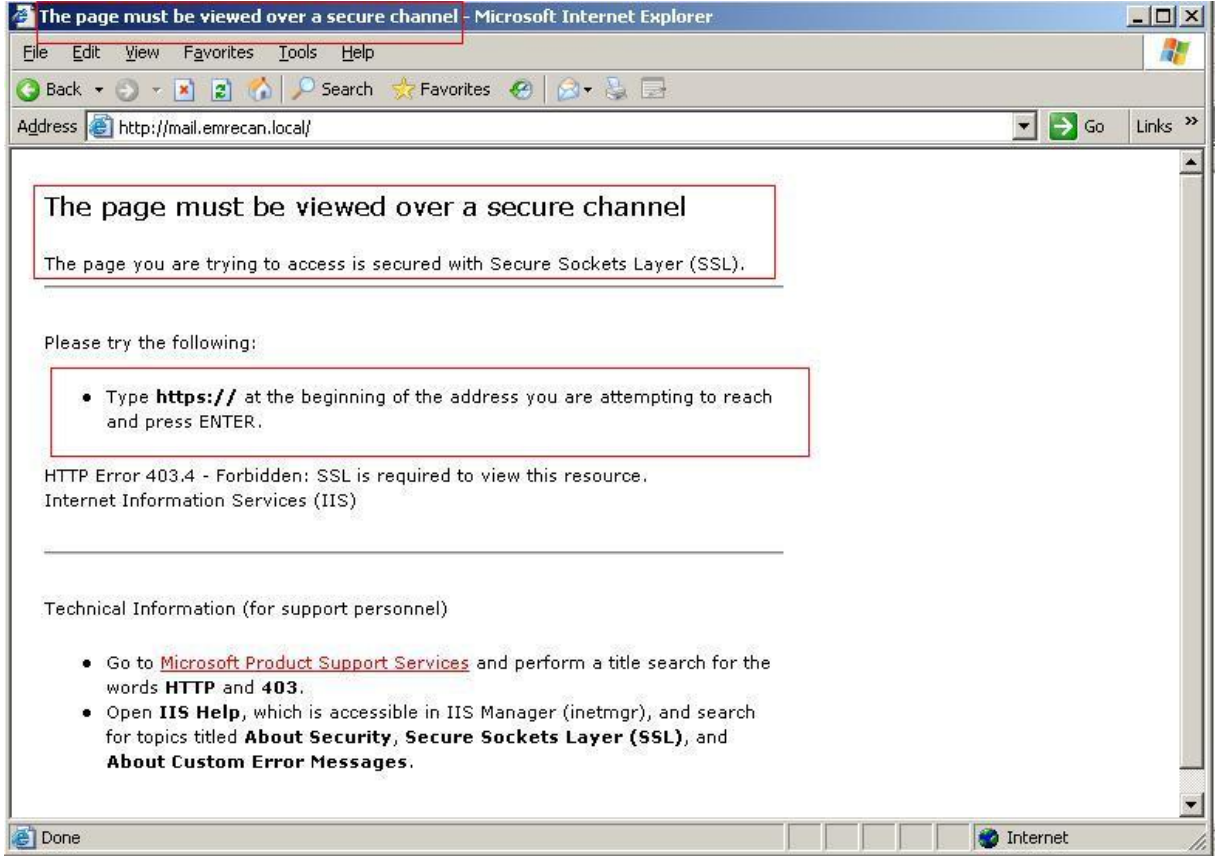 The page must be viewed over a secure channel - Microsoft Internet Explorer
File Edit View Favorites Tools Help
Back Search Favorites
Address http://mail.emrecan.local/ Go Links »
The page must be viewed over a secure channel
The page you are trying to access is secured with Secure Sockets Layer (SSL).
Please try the following:
• Type https:// at the beginning of the address you are attempting to reach
and press ENTER.
HTTP Error 403.4 - Forbidden: SSL is required to view this resource.
Internet Information Services (IIS)
Technical Information (for support personnel)
• Go to Microsoft Product Support Services and perform a title search for the
words HTTP and 403.
• Open IIS Help, which is accessible in IIS Manager (inetmgr), and search
for topics titled About Security, Secure Sockets Layer (SSL), and
About Custom Error Messages.
Done Internet